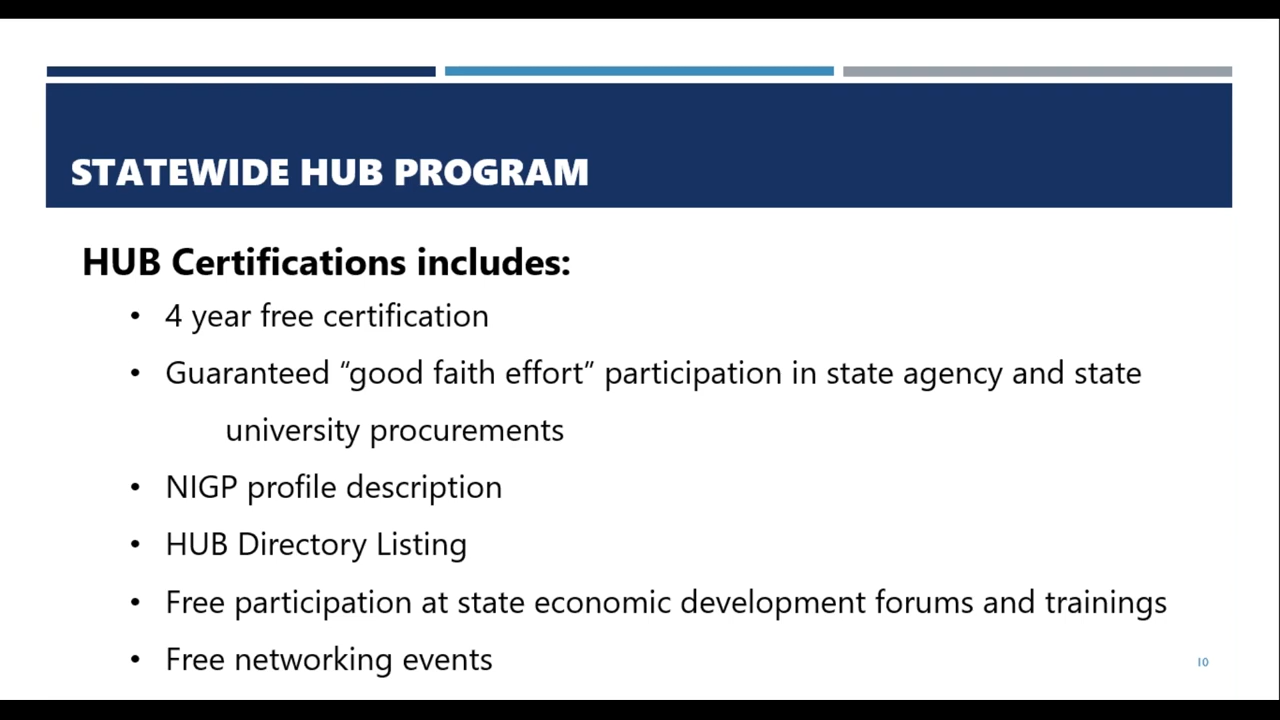 STATEWIDE HUB PROGRAM
HUB Certifications includes:
• 4 year free certification
• Guaranteed “good faith effort” participation in state agency and state
university procurements
• NIGP profile description
• HUB Directory Listing
• Free participation at state economic development forums and trainings
• Free networking events
10